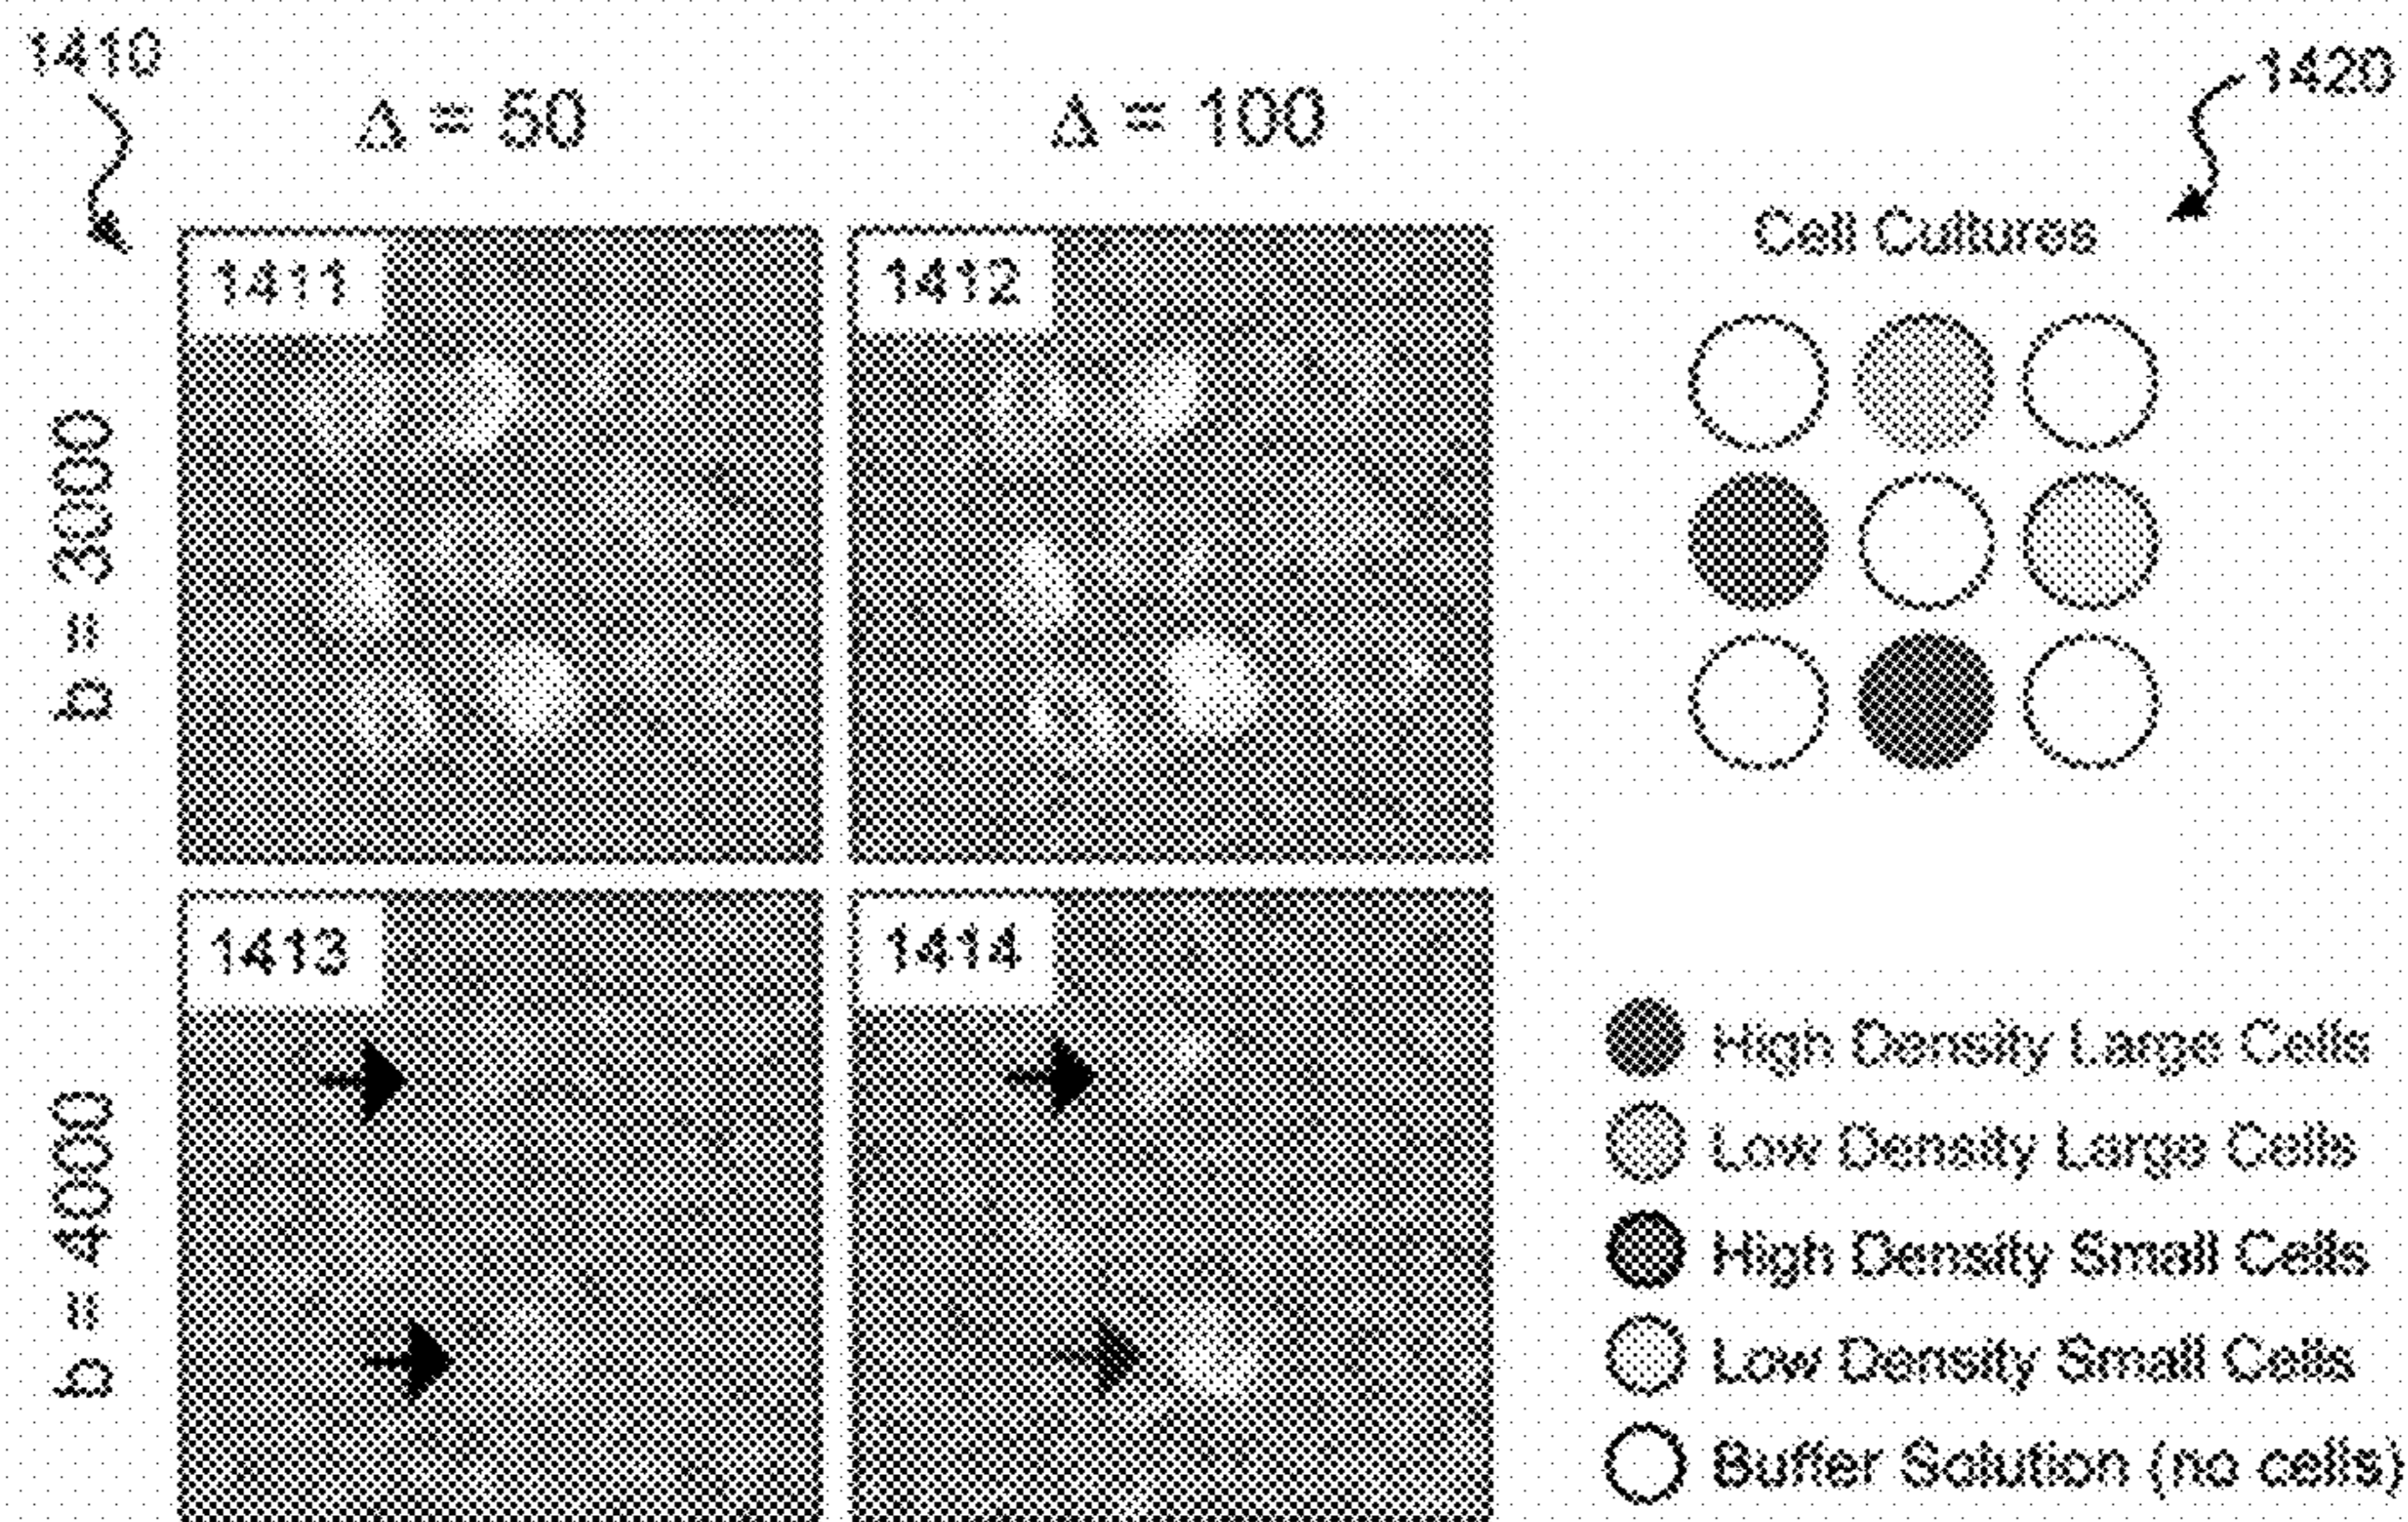 1410
Δ = 50
Δ = 100
1420
Cell Cultures
b = 3000
1411
1412
b = 4000
1413
1414
High Density Large Cells
Low Density Large Cells
High Density Small Cells
Low Density Small Cells
Buffer Solution (no cells)